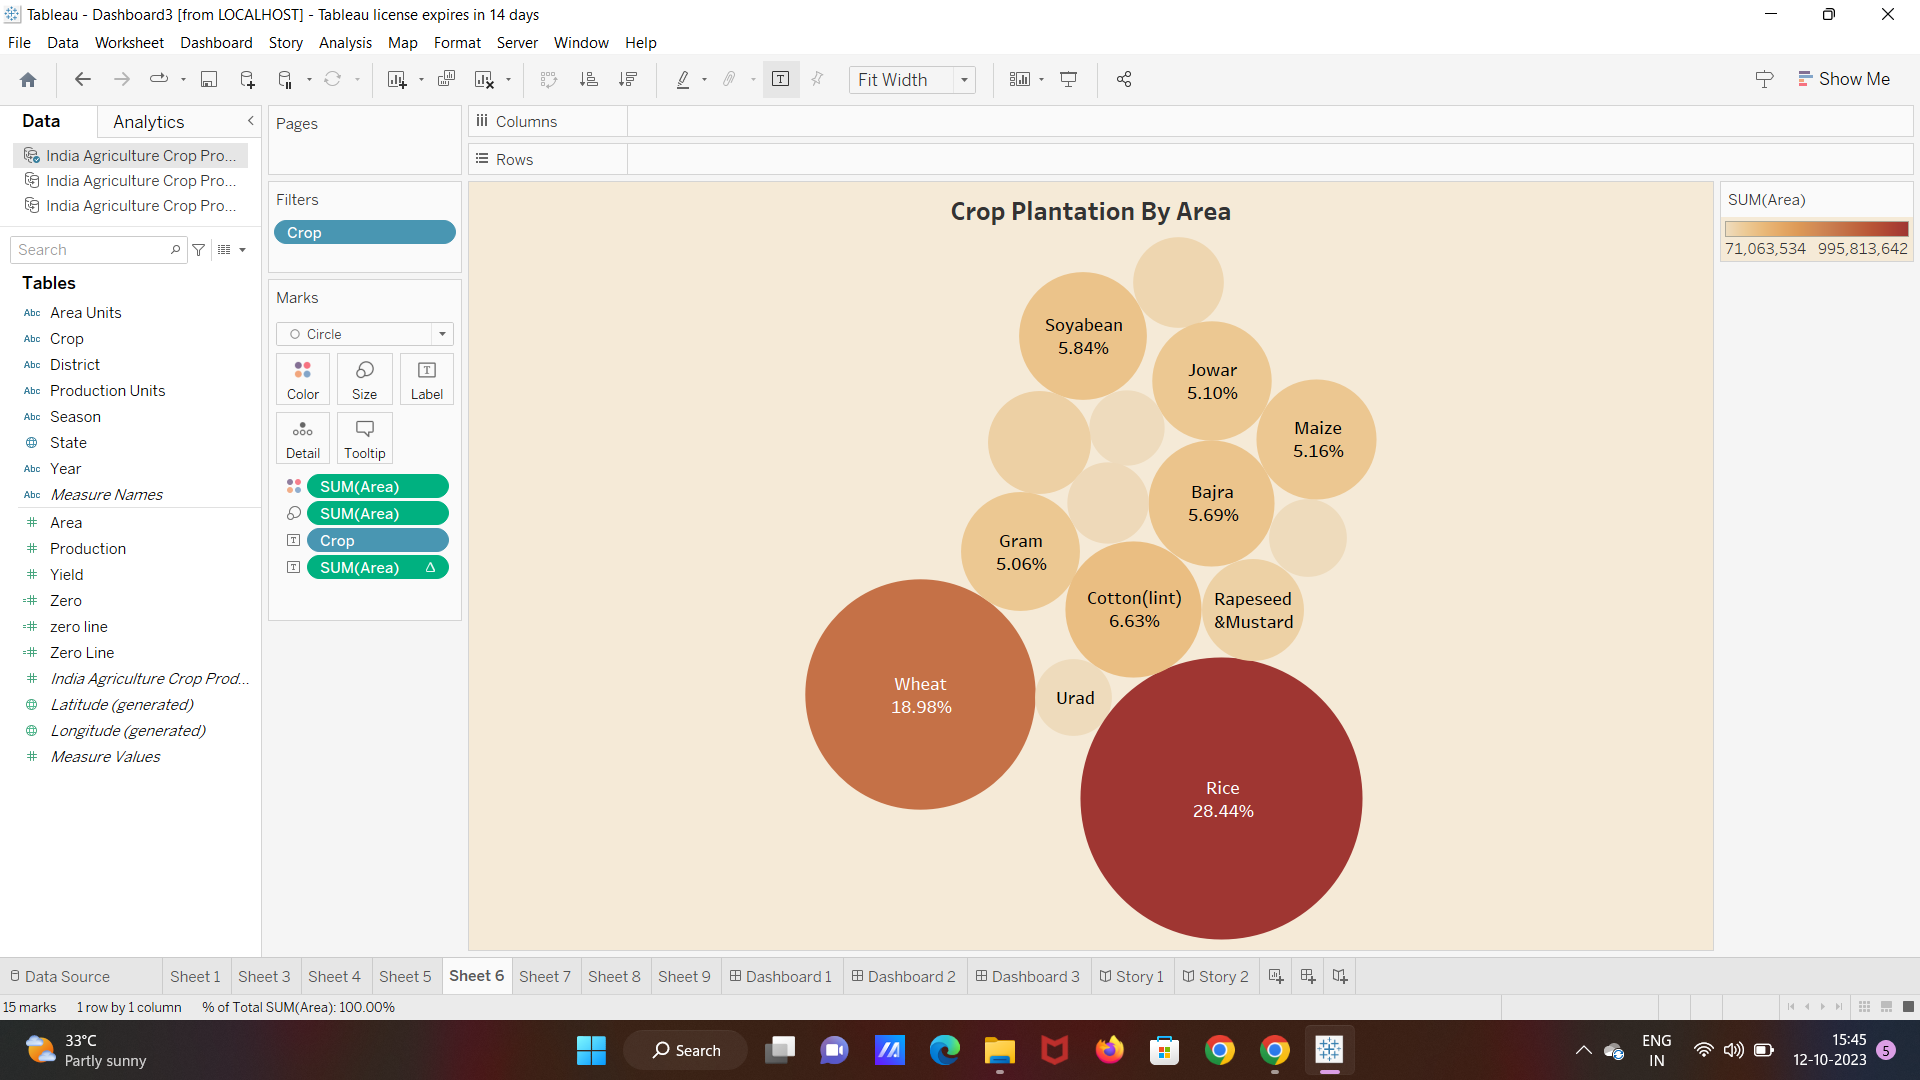 Tableau - Dashboard3 [from LOCALHOST] - Tableau license expires in 14 days
File Data Worksheet Dashboard Story Analysis Map Format Server Window Help
Fit Width
Show Me
Data Analytics
India Agriculture Crop Pro...
India Agriculture Crop Pro...
India Agriculture Crop Pro...
Search
Tables
Abc Area Units
Abc Crop
Abc District
Abc Production Units
Abc Season
State
Abc Year
Abc Measure Names
# Area
# Production
# Yield
=# Zero
=# zero line
=# Zero Line
# India Agriculture Crop Prod...
Latitude (generated)
Longitude (generated)
# Measure Values
Pages
Filters
Crop
Marks
Circle
Color Size Label
Detail Tooltip
SUM(Area)
SUM(Area)
Crop
SUM(Area) Δ
Columns
Rows
Crop Plantation By Area
Soyabean
5.84%
Jowar
5.10%
Maize
5.16%
Bajra
5.69%
Gram
5.06%
Cotton(lint)
6.63%
Rapeseed
&Mustard
Wheat
18.98%
Urad
Rice
28.44%
SUM(Area)
71,063,534 995,813,642
Data Source Sheet 1 Sheet 3 Sheet 4 Sheet 5 Sheet 6 Sheet 7 Sheet 8 Sheet 9 Dashboard 1 Dashboard 2 Dashboard 3 Story 1 Story 2
15 marks 1 row by 1 column % of Total SUM(Area): 100.00%
33°C
Partly sunny
Search
ENG
IN
15:45
12-10-2023
5